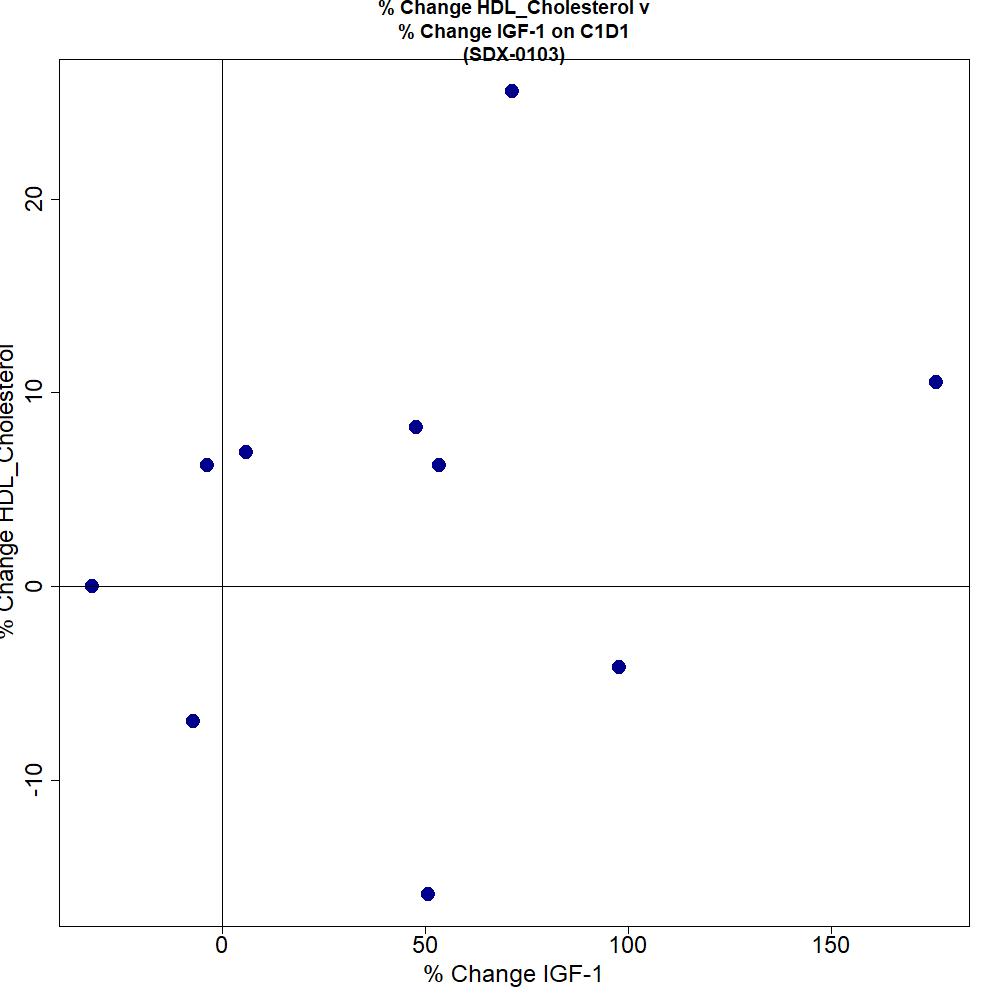 % Change HDL_Cholesterol v
% Change IGF-1 on C1D1
(SDX-0103)
% Change HDL_Cholesterol
20
10
0
-10
0
50
100
150
% Change IGF-1